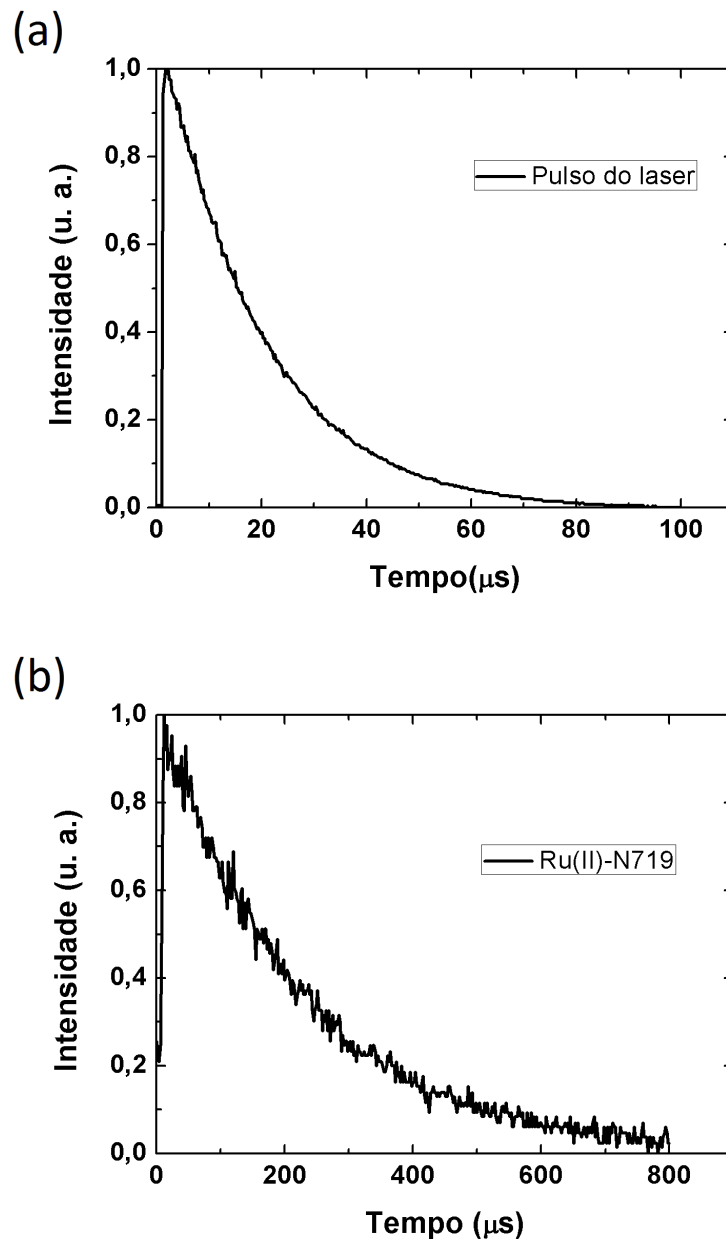 (a)
1,0
0,8
0,6
0,4
0,2
0,0
Intensidade (u. a.)
Pulso do laser
0 20 40 60 80 100
Tempo(μs)
(b)
1,0
0,8
0,6
0,4
0,2
0,0
Intensidade (u. a.)
Ru(II)-N719
0 200 400 600 800
Tempo (μs)